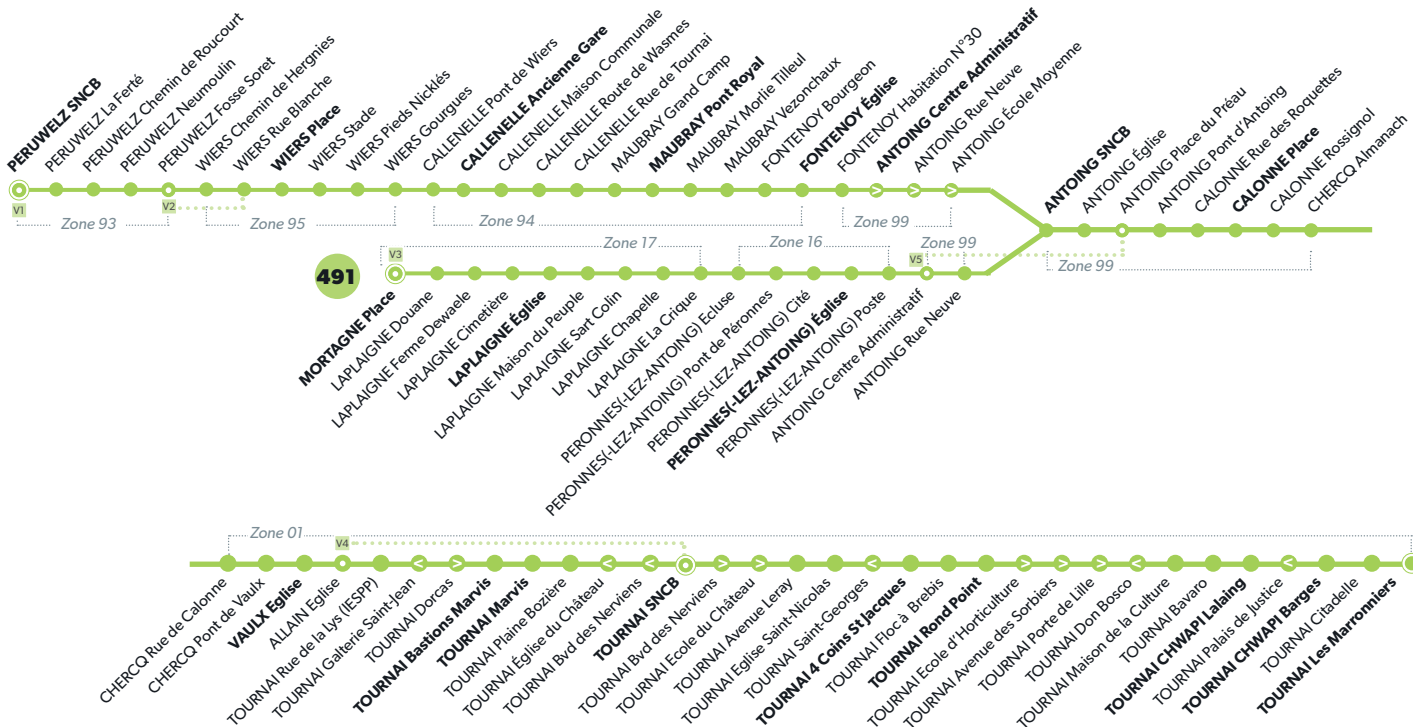 PERUWELZ SNCB
PERUWELZ La Ferté
PERUWELZ Chemin de Roucourt
PERUWELZ Neumoulin
PERUWELZ Fosse Soret
WIERS Chemin de Hergnies
WIERS Rue Blanche
WIERS Place
WIERS Stade
WIERS Pieds Nicklés
WIERS Gourgues
CALLENELLE Pont de Wiers
CALLENELLE Ancienne Gare
CALLENELLE Maison Communale
CALLENELLE Route de Wasmes
CALLENELLE Rue de Tournai
MAUBRAY Grand Camp
MAUBRAY Pont Royal
MAUBRAY Morlie Tilleul
MAUBRAY Vezonchaux
FONTENOY Bourgeon
FONTENOY Église
FONTENOY Habitation N°30
ANTOING Centre Administratif
ANTOING Rue Neuve
ANTOING École Moyenne
ANTOING SNCB
ANTOING Église
ANTOING Place du Préau
ANTOING Pont d'Antoing
CALONNE Rue des Roquettes
CALONNE Place
CALONNE Rossignol
CHERCQ Almanach
V1
V2
Zone 93
Zone 95
Zone 94
Zone 99
Zone 17
Zone 16
Zone 99
Zone 99
V3
V5
491
MORTAGNE Place
LAPLAIGNE Douane
LAPLAIGNE Ferme Dewaele
LAPLAIGNE Cimetière
LAPLAIGNE Église
LAPLAIGNE Maison du Peuple
LAPLAIGNE Sart Colin
LAPLAIGNE Chapelle
LAPLAIGNE La Crique
PERONNES(-LEZ-ANTOING) Ecluse
PERONNES(-LEZ-ANTOING) Pont de Péronnes
PERONNES(-LEZ-ANTOING) Cité
PERONNES(-LEZ-ANTOING) Église
PERONNES(-LEZ-ANTOING) Poste
ANTOING Centre Administratif
ANTOING Rue Neuve
Zone 01
V4
CHERCQ Rue de Calonne
CHERCQ Pont de Vaulx
VAULX Eglise
ALLAIN Eglise
TOURNAI Rue de la Lys (IESPP)
TOURNAI Galterie Saint-Jean
TOURNAI Dorcas
TOURNAI Bastions Marvis
TOURNAI Marvis
TOURNAI Plaine Bozière
TOURNAI Église du Château
TOURNAI Bvd des Nerviens
TOURNAI SNCB
TOURNAI Bvd des Nerviens
TOURNAI Ecole du Château
TOURNAI Avenue Leray
TOURNAI Eglise Saint-Nicolas
TOURNAI Saint-Georges
TOURNAI 4 Coins St Jacques
TOURNAI Floc à Brebis
TOURNAI Rond Point
TOURNAI Ecole d'Horticulture
TOURNAI Avenue des Sorbiers
TOURNAI Porte de Lille
TOURNAI Don Bosco
TOURNAI Maison de la Culture
TOURNAI Bavaro
TOURNAI CHWAPI Lalaing
TOURNAI Palais de Justice
TOURNAI CHWAPI Barges
TOURNAI Citadelle
TOURNAI Les Marronniers